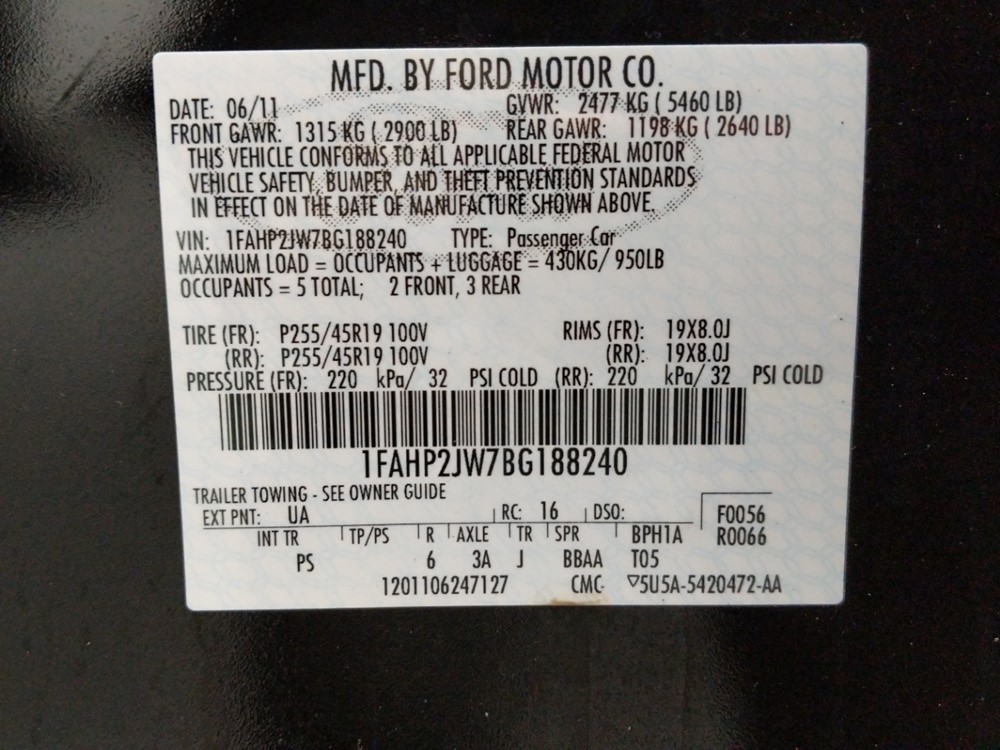 MFD. BY FORD MOTOR CO.
DATE: 06/11 GVWR: 2477 KG ( 5460 LB)
FRONT GAWR: 1315 KG ( 2900 LB) REAR GAWR: 1198 KG ( 2640 LB)
THIS VEHICLE CONFORMS TO ALL APPLICABLE FEDERAL MOTOR
VEHICLE SAFETY, BUMPER, AND THEFT PREVENTION STANDARDS
IN EFFECT ON THE DATE OF MANUFACTURE SHOWN ABOVE.
VIN: 1FAHP2JW7BG188240 TYPE: Passenger Car
MAXIMUM LOAD = OCCUPANTS + LUGGAGE = 430KG/ 950LB
OCCUPANTS = 5 TOTAL; 2 FRONT, 3 REAR
TIRE (FR): P255/45R19 100V RIMS (FR): 19X8.0J
(RR): P255/45R19 100V (RR): 19X8.0J
PRESSURE (FR): 220 kPa/ 32 PSI COLD (RR): 220 kPa/ 32 PSI COLD
1FAHP2JW7BG188240
TRAILER TOWING - SEE OWNER GUIDE
EXT PNT: UA RC: 16 DSO: F0056
INT TR TP/PS R AXLE TR SPR BPH1A R0066
PS 6 3A J BBAA T05
1201106247127 CMC- ▽5U5A-5420472-AA